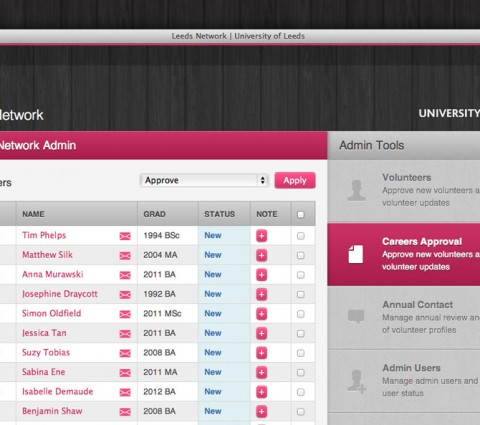 Leeds Network | University of Leeds
Network
UNIVERSITY
Network Admin
Admin Tools
ers
Approve
Apply
NAME GRAD STATUS NOTE
Tim Phelps 1994 BSc New +
Matthew Silk 2004 MA New +
Anna Murawski 2011 BA New +
Josephine Draycott 1992 BA New +
Simon Oldfield 2011 MSc New +
Jessica Tan 2011 BA New +
Suzy Tobias 2008 BA New +
Sabina Ene 2011 MA New +
Isabelle Demaude 2012 BA New +
Benjamin Shaw 2008 BA New +
Volunteers
Approve new volunteers a
volunteer updates
Careers Approval
Approve new volunteers a
volunteer updates
Annual Contact
Manage annual review and
of volunteer profiles
Admin Users
Manage admin users and
user status